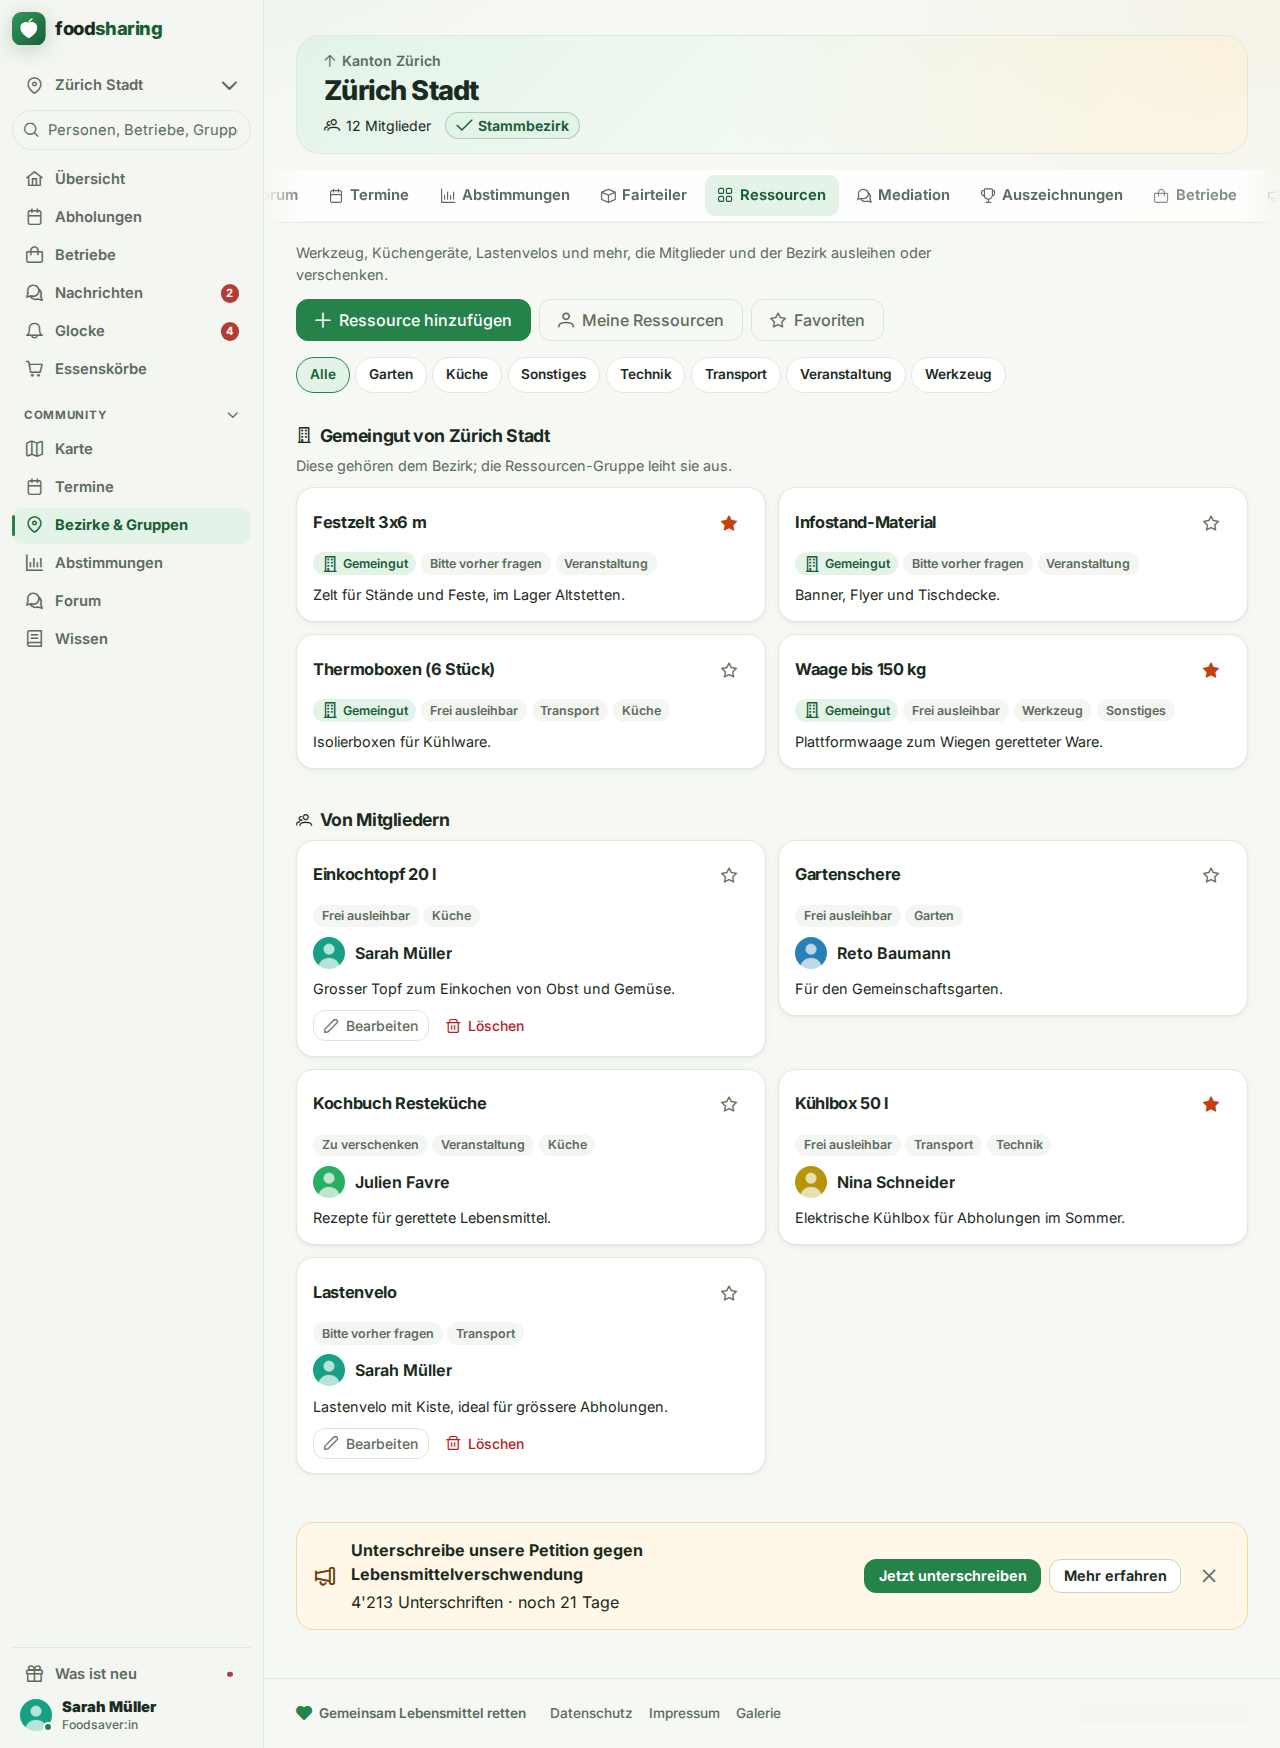 foodsharing
Zürich Stadt
Personen, Betriebe, Grupp
Übersicht
Abholungen
Betriebe
Nachrichten 2
Glocke 4
Essenskörbe
COMMUNITY
Karte
Termine
Bezirke & Gruppen
Abstimmungen
Forum
Wissen
Was ist neu
Sarah Müller
Foodsaver:in
Kanton Zürich
Zürich Stadt
12 Mitglieder Stammbezirk
orum Termine Abstimmungen Fairteiler Ressourcen Mediation Auszeichnungen Betriebe
Werkzeug, Küchengeräte, Lastenvelos und mehr, die Mitglieder und der Bezirk ausleihen oder
verschenken.
Ressource hinzufügen Meine Ressourcen Favoriten
Alle Garten Küche Sonstiges Technik Transport Veranstaltung Werkzeug
Gemeingut von Zürich Stadt
Diese gehören dem Bezirk; die Ressourcen-Gruppe leiht sie aus.
Festzelt 3x6 m
Gemeingut Bitte vorher fragen Veranstaltung
Zelt für Stände und Feste, im Lager Altstetten.
Infostand-Material
Gemeingut Bitte vorher fragen Veranstaltung
Banner, Flyer und Tischdecke.
Thermoboxen (6 Stück)
Gemeingut Frei ausleihbar Transport Küche
Isolierboxen für Kühlware.
Waage bis 150 kg
Gemeingut Frei ausleihbar Werkzeug Sonstiges
Plattformwaage zum Wiegen geretteter Ware.
Von Mitgliedern
Einkochtopf 20 l
Frei ausleihbar Küche
Sarah Müller
Grosser Topf zum Einkochen von Obst und Gemüse.
Bearbeiten Löschen
Gartenschere
Frei ausleihbar Garten
Reto Baumann
Für den Gemeinschaftsgarten.
Kochbuch Resteküche
Zu verschenken Veranstaltung Küche
Julien Favre
Rezepte für gerettete Lebensmittel.
Kühlbox 50 l
Frei ausleihbar Transport Technik
Nina Schneider
Elektrische Kühlbox für Abholungen im Sommer.
Lastenvelo
Bitte vorher fragen Transport
Sarah Müller
Lastenvelo mit Kiste, ideal für grössere Abholungen.
Bearbeiten Löschen
Unterschreibe unsere Petition gegen
Lebensmittelverschwendung
4'213 Unterschriften · noch 21 Tage
Jetzt unterschreiben Mehr erfahren
Gemeinsam Lebensmittel retten Datenschutz Impressum Galerie